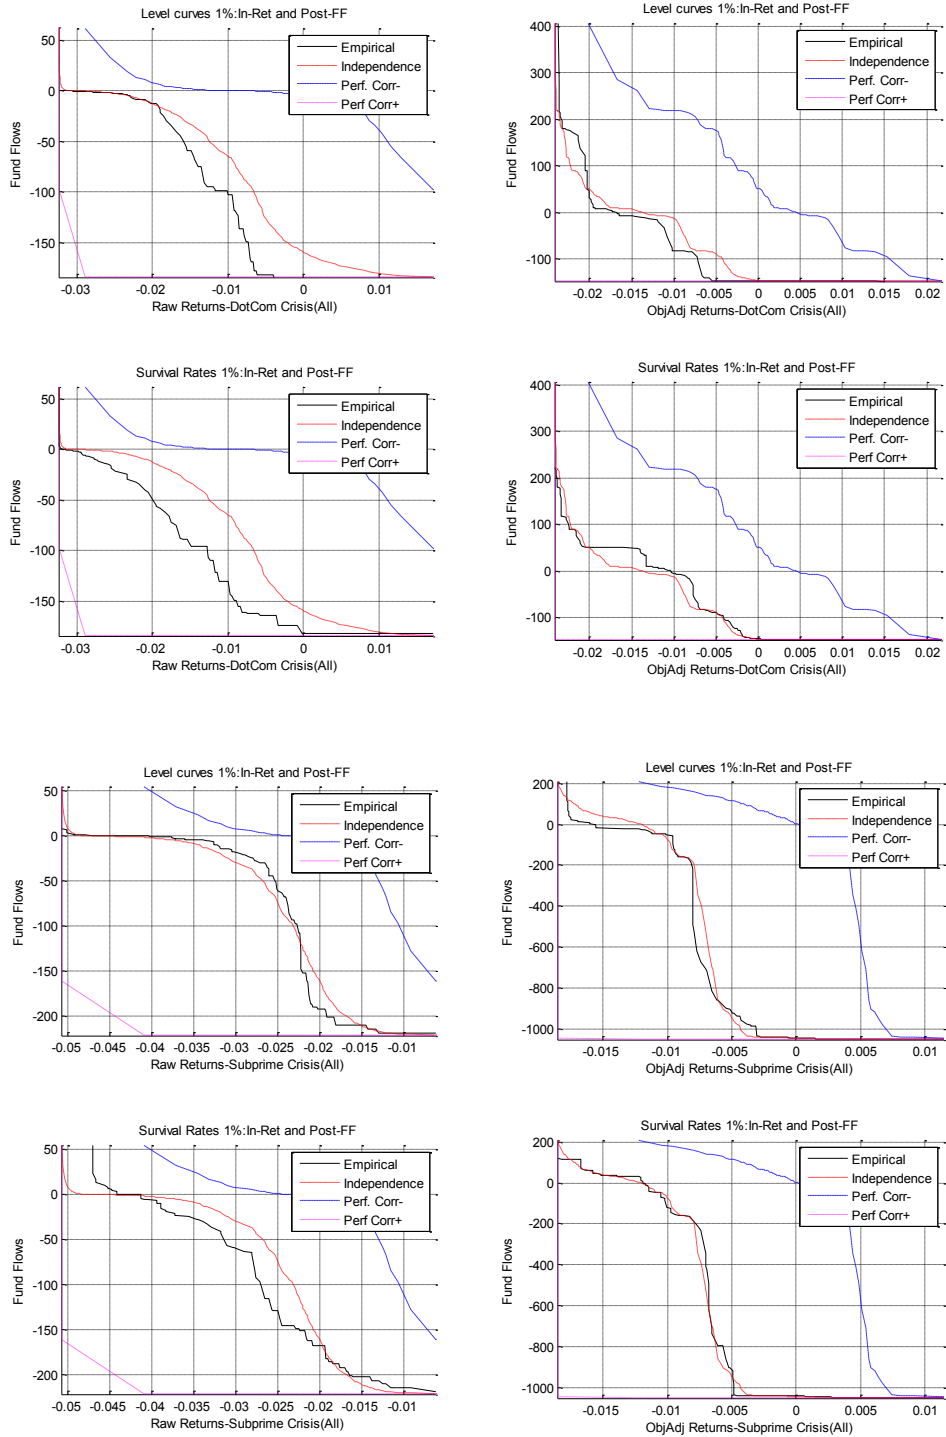 Level curves 1%:In-Ret and Post-FF
50
0
-50
-100
-150
Fund Flows
Empirical
Independence
Perf. Corr-
Perf Corr+
-0.03
-0.02
-0.01
0
0.01
Raw Returns-DotCom Crisis(All)
Level curves 1%:In-Ret and Post-FF
400
300
200
100
0
-100
Fund Flows
Empirical
Independence
Perf. Corr-
Perf Corr+
-0.02
-0.015
-0.01
-0.005
0
0.005
0.01
0.015
0.02
ObjAdj Returns-DotCom Crisis(All)
Survival Rates 1%:In-Ret and Post-FF
50
0
-50
-100
-150
Fund Flows
Empirical
Independence
Perf. Corr-
Perf Corr+
-0.03
-0.02
-0.01
0
0.01
Raw Returns-DotCom Crisis(All)
Survival Rates 1%:In-Ret and Post-FF
400
300
200
100
0
-100
Fund Flows
Empirical
Independence
Perf. Corr-
Perf Corr+
-0.02
-0.015
-0.01
-0.005
0
0.005
0.01
0.015
0.02
ObjAdj Returns-DotCom Crisis(All)
Level curves 1%:In-Ret and Post-FF
50
0
-50
-100
-150
-200
Fund Flows
Empirical
Independence
Perf. Corr-
Perf Corr+
-0.05
-0.045
-0.04
-0.035
-0.03
-0.025
-0.02
-0.015
-0.01
Raw Returns-Subprime Crisis(All)
Level curves 1%:In-Ret and Post-FF
200
0
-200
-400
-600
-800
-1000
Fund Flows
Empirical
Independence
Perf. Corr-
Perf Corr+
-0.015
-0.01
-0.005
0
0.005
0.01
ObjAdj Returns-Subprime Crisis(All)
Survival Rates 1%:In-Ret and Post-FF
50
0
-50
-100
-150
-200
Fund Flows
Empirical
Independence
Perf. Corr-
Perf Corr+
-0.05
-0.045
-0.04
-0.035
-0.03
-0.025
-0.02
-0.015
-0.01
Raw Returns-Subprime Crisis(All)
Survival Rates 1%:In-Ret and Post-FF
200
0
-200
-400
-600
-800
-1000
Fund Flows
Empirical
Independence
Perf. Corr-
Perf Corr+
-0.015
-0.01
-0.005
0
0.005
0.01
ObjAdj Returns-Subprime Crisis(All)